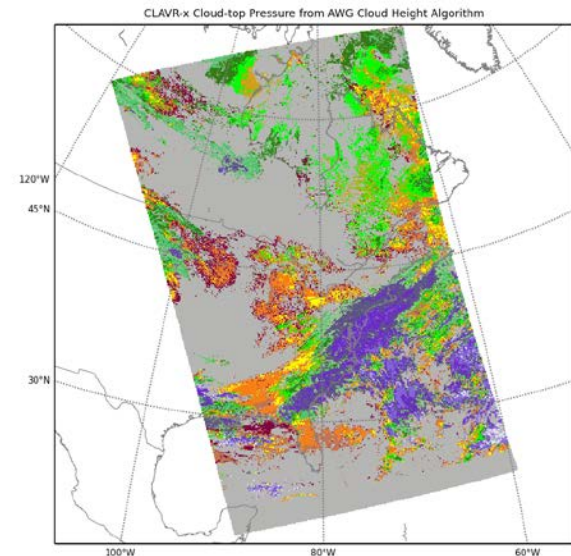 CLAVR-x Cloud-top Pressure from AWG Cloud Height Algorithm
120°W
45°N
30°N
100°W
80°W
60°W